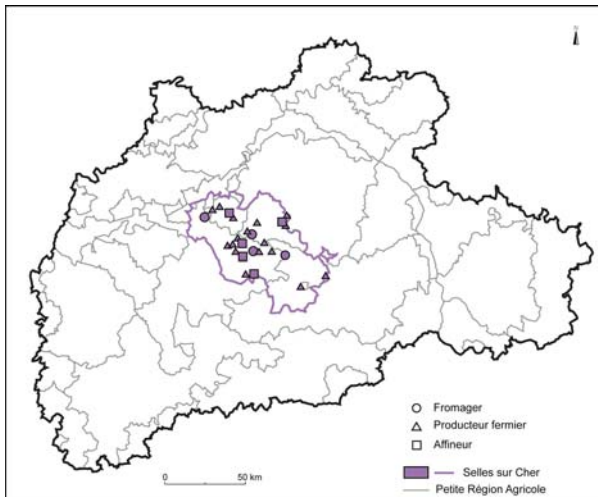 N
Fromager
Producteur fermier
Affineur
Selles sur Cher
Petite Région Agricole
0 50 km